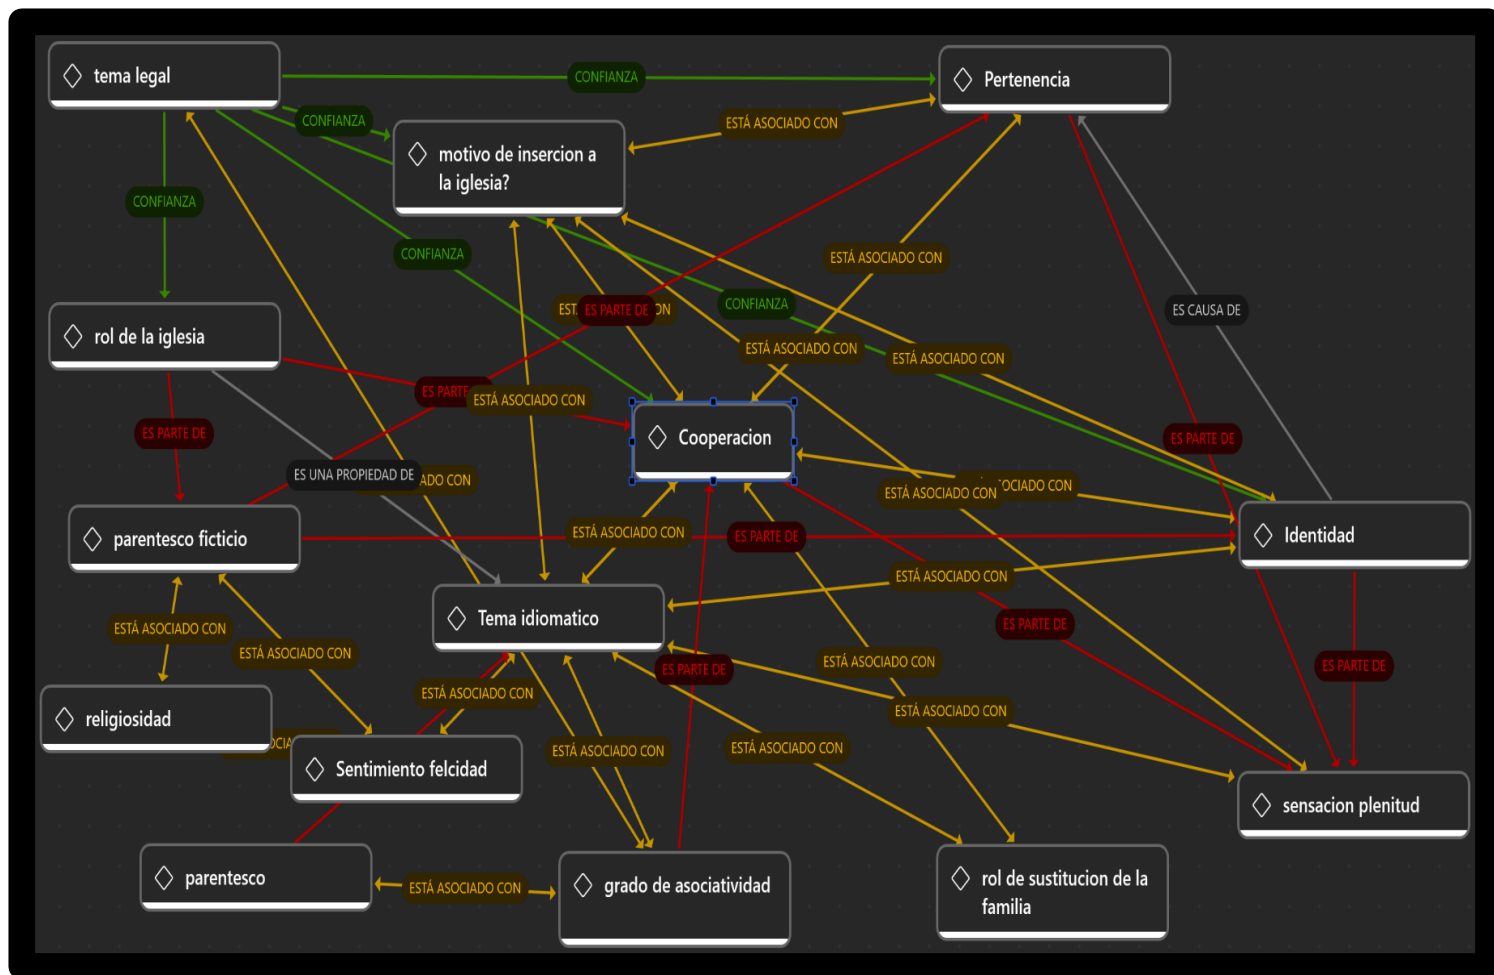 tema legal
CONFIANZA
Pertenencia
CONFIANZA
ESTÁ ASOCIADO CON
motivo de insercion a
la iglesia?
CONFIANZA
CONFIANZA
ESTÁ ASOCIADO CON
CONFIANZA
ES PARTE DE
ES CAUSA DE
rol de la iglesia
ESTÁ ASOCIADO CON
ESTÁ ASOCIADO CON
ES PARTE
ESTÁ ASOCIADO CON
ES PARTE DE
Cooperacion
ES PARTE DE
ES UNA PROPIEDAD DE
CON
ESTÁ ASOCIADO CON
CON
parentesco ficticio
ESTÁ ASOCIADO CON
ES PARTE DE
Identidad
ESTÁ ASOCIADO CON
Tema idiomatico
ESTÁ ASOCIADO CON
ES PARTE DE
ESTÁ ASOCIADO CON
ES PARTE DE
ESTÁ ASOCIADO CON
ES PARTE DE
ESTÁ ASOCIADO CON
religiosidad
ESTÁ ASOCIADO CON
ESTÁ ASOCIADO CON
ESTÁ ASOCIADO CON
Sentimiento felcidad
sensacion plenitud
parentesco
ESTÁ ASOCIADO CON
grado de asociatividad
rol de sustitucion de la
familia